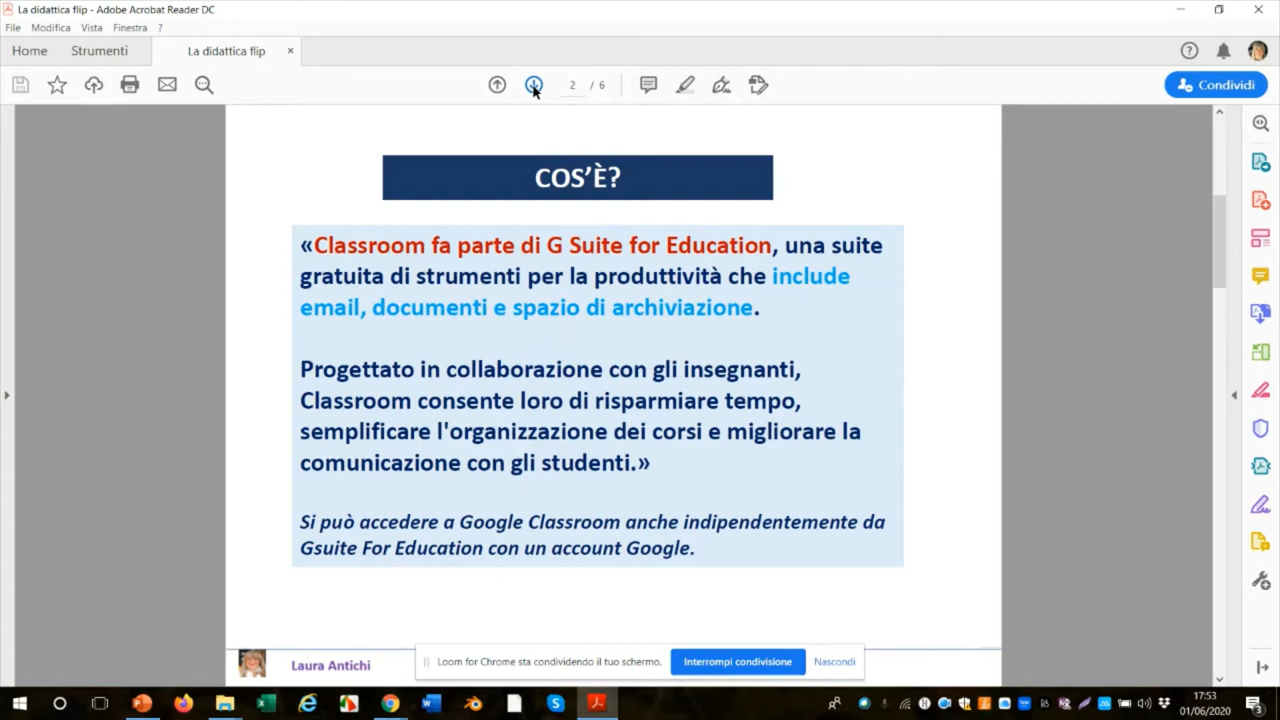 La didattica flip - Adobe Acrobat Reader DC
File Modifica Vista Finestra ?
Home Strumenti La didattica flip ×
2 / 6
Condividi
COS'È?
«Classroom fa parte di G Suite for Education, una suite
gratuita di strumenti per la produttività che include
email, documenti e spazio di archiviazione.
Progettato in collaborazione con gli insegnanti,
Classroom consente loro di risparmiare tempo,
semplificare l'organizzazione dei corsi e migliorare la
comunicazione con gli studenti.»
Si può accedere a Google Classroom anche indipendentemente da
Gsuite For Education con un account Google.
Laura Antichi
Loom for Chrome sta condividendo il tuo schermo. Interrompi condivisione Nascondi
17:53
01/06/2020